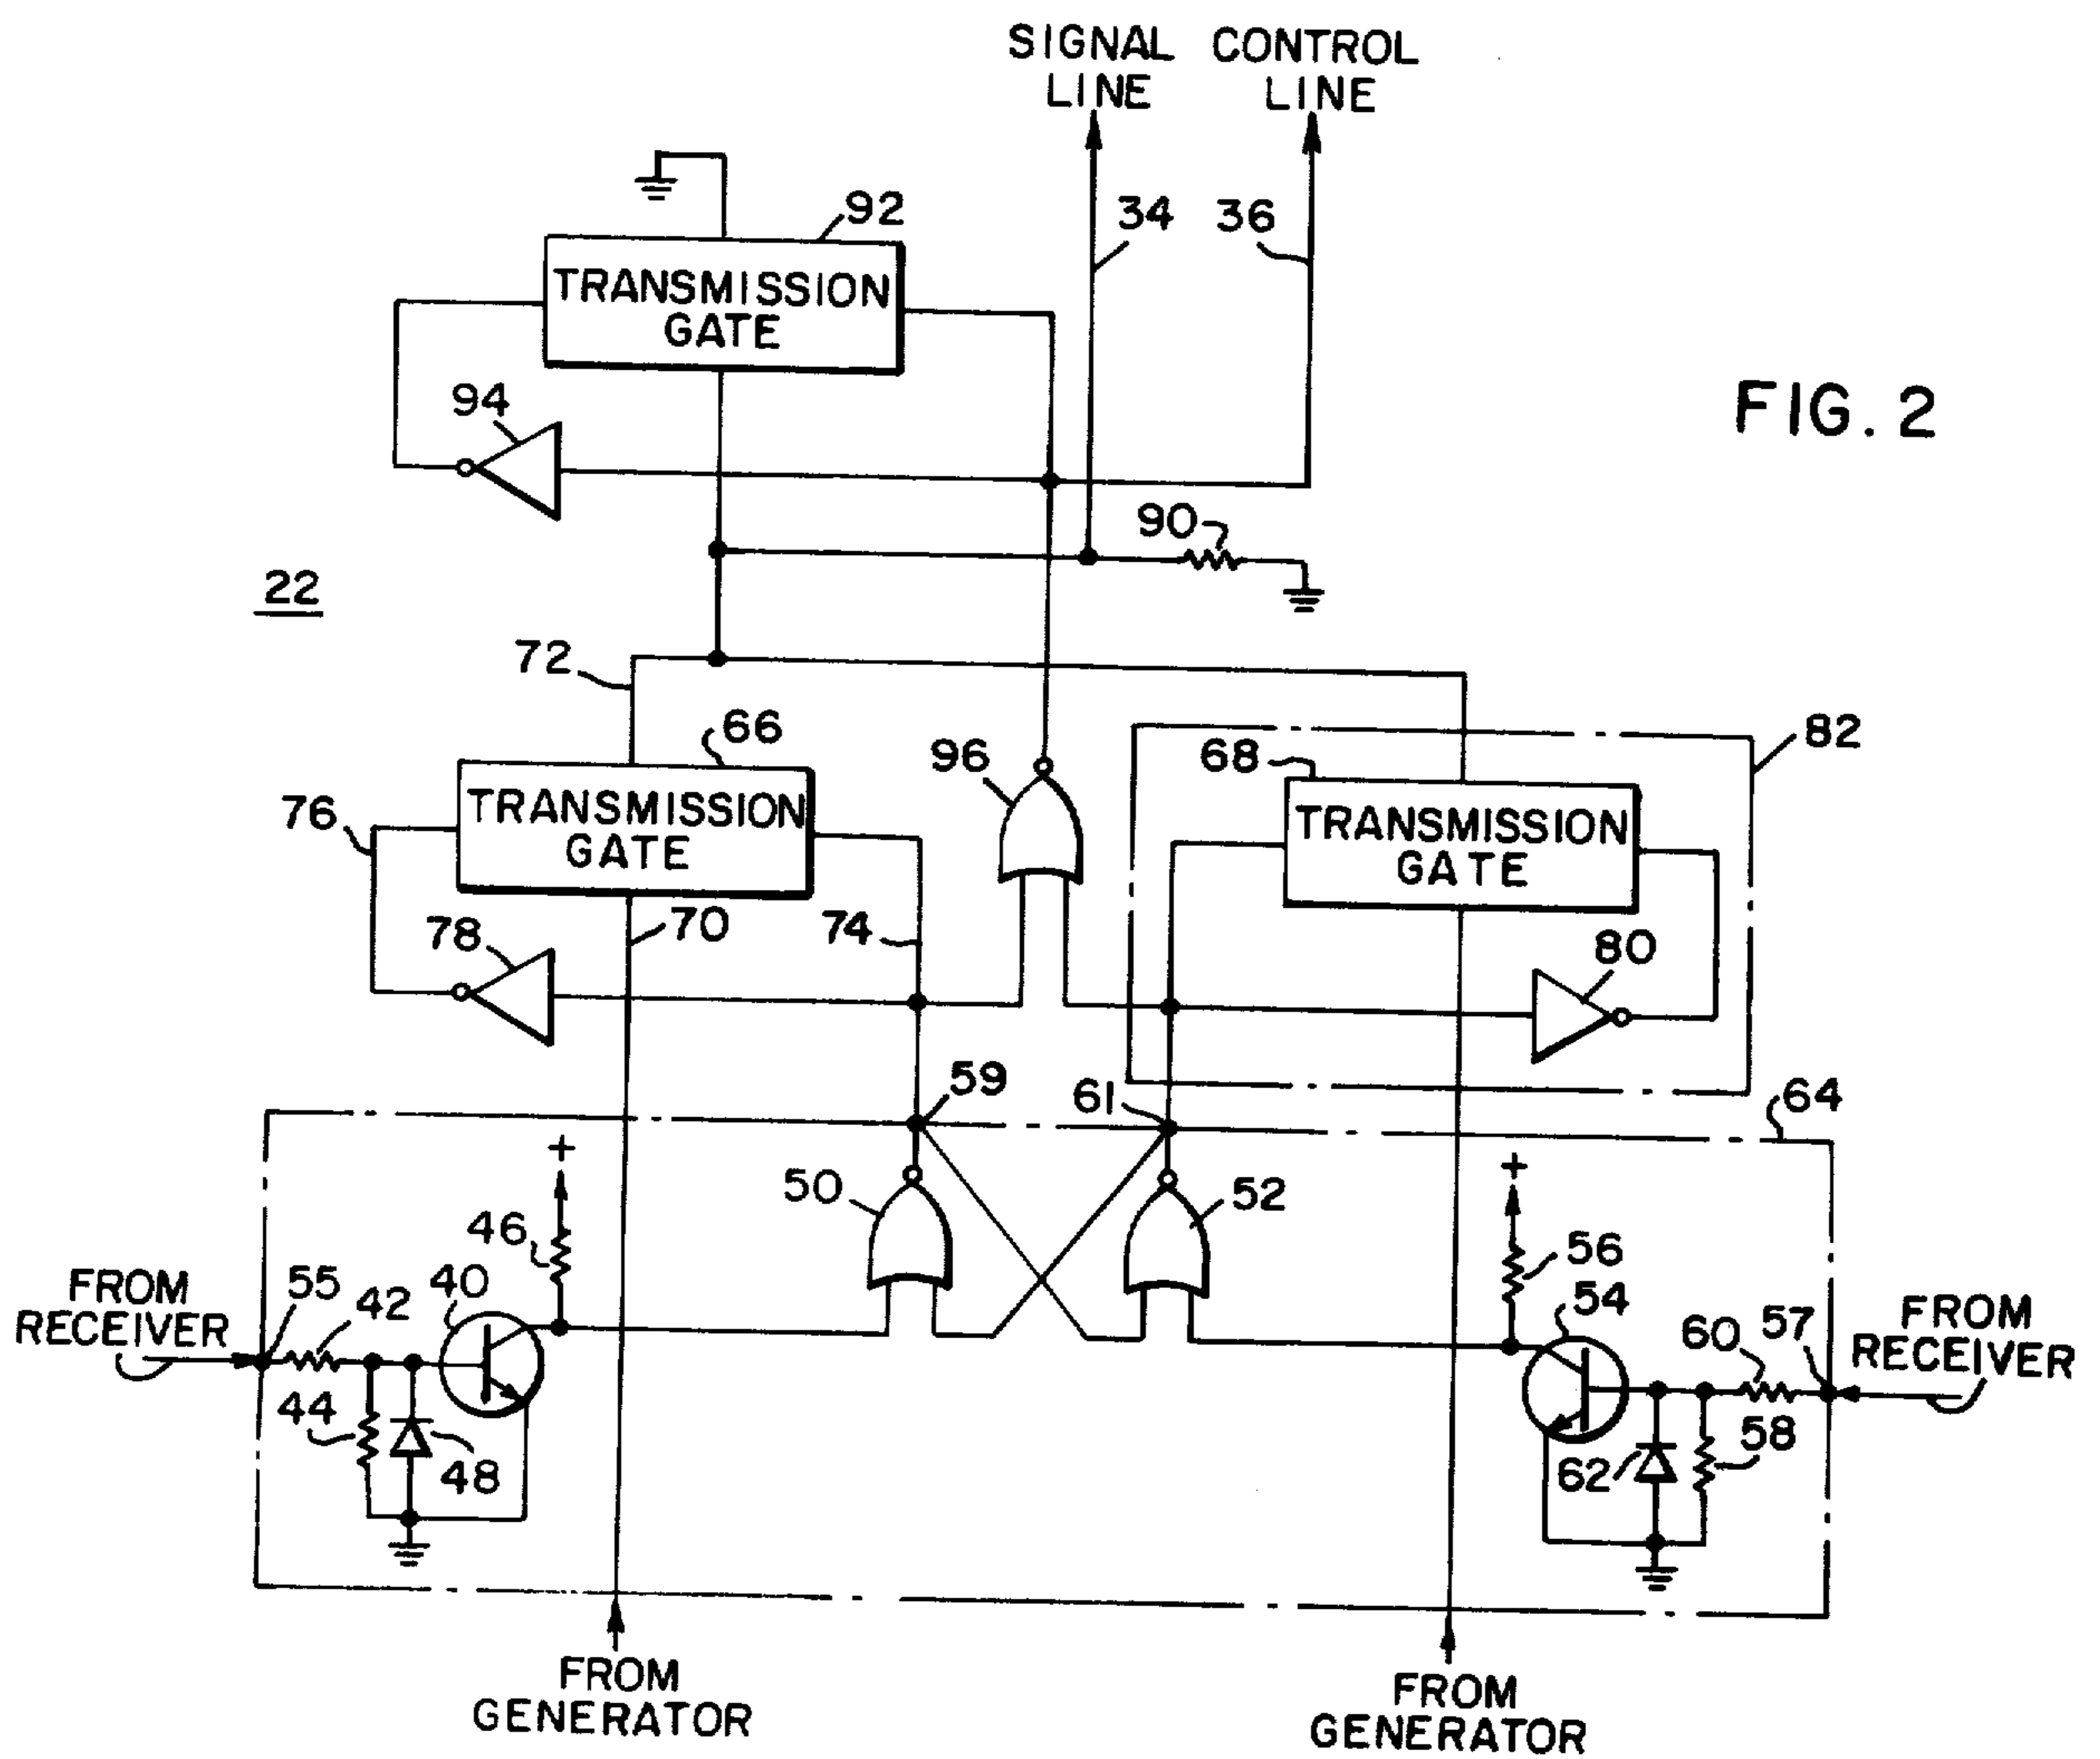 SIGNAL LINE
CONTROL LINE
92
34
36
TRANSMISSION
GATE
94
FIG. 2
90
22
72
66
96
68
82
76
TRANSMISSION
GATE
TRANSMISSION
GATE
78
70
74
80
59
61
64
+
50
52
+
46
56
FROM
RECEIVER
55
42
40
54
60
57
FROM
RECEIVER
44
48
62
58
FROM
GENERATOR
FROM
GENERATOR